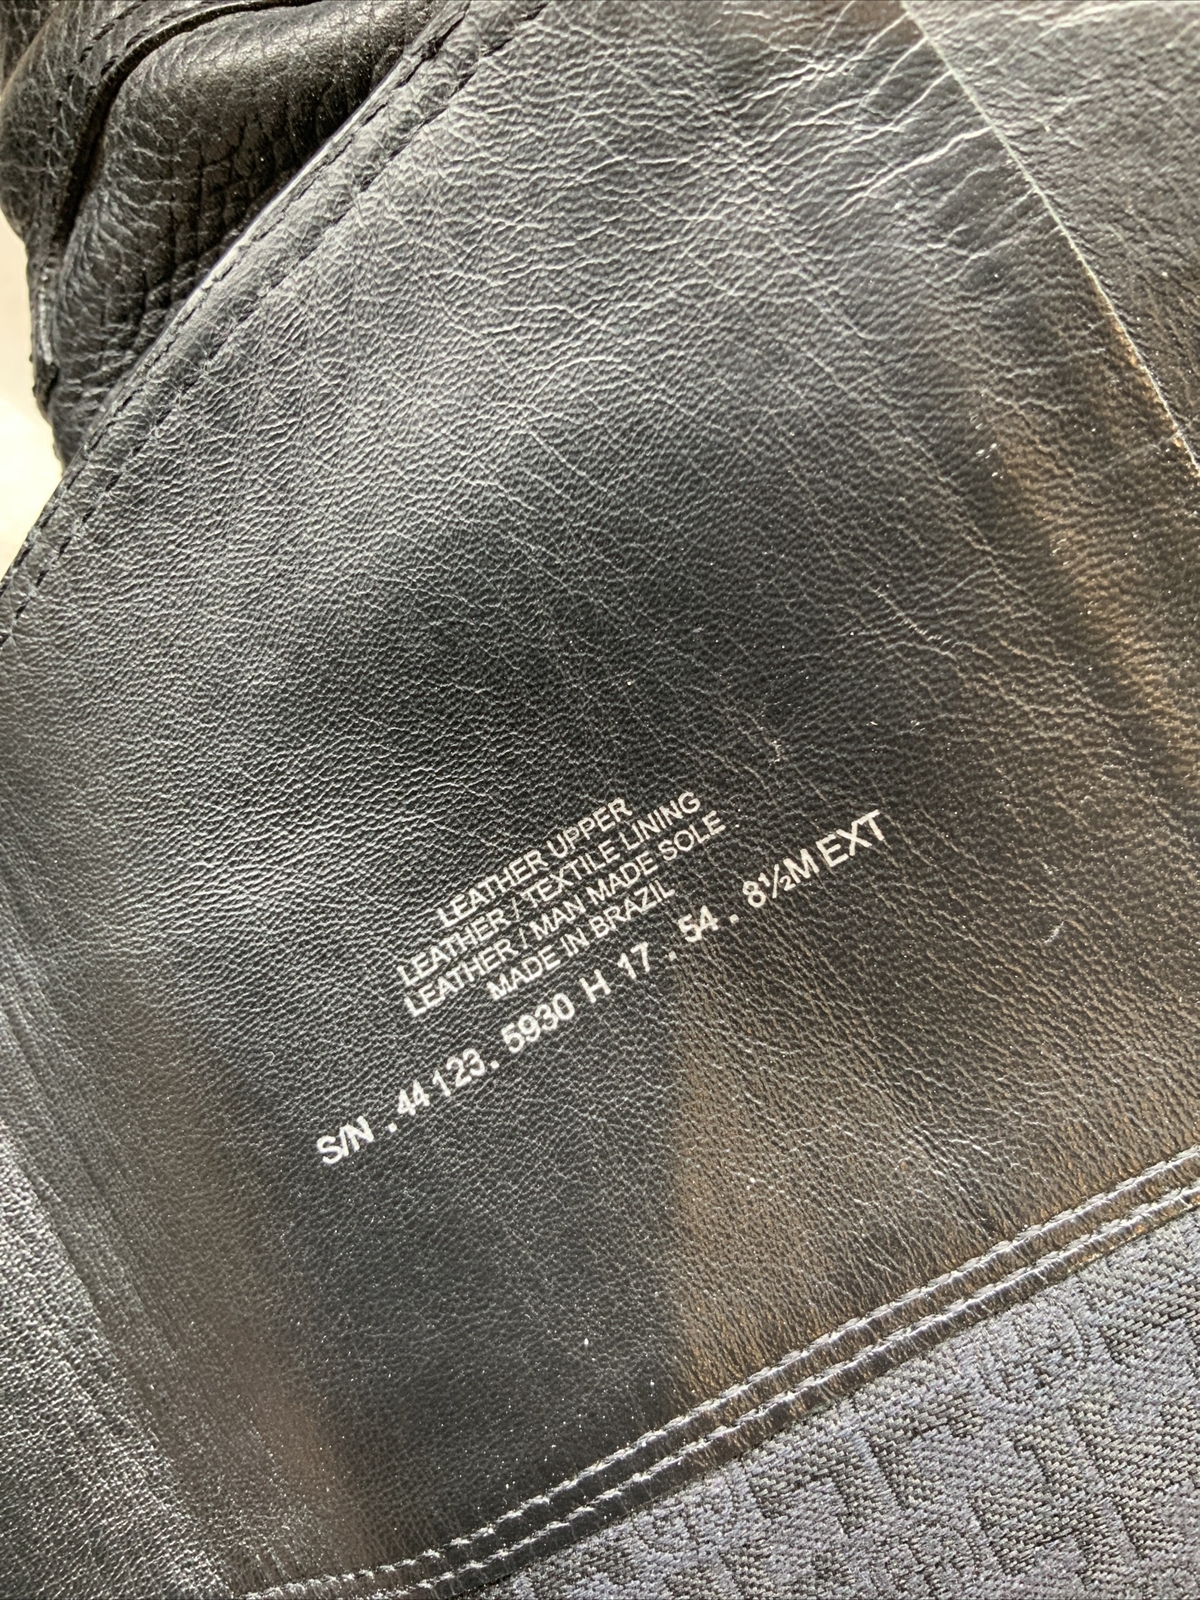 LEATHER UPPER
LEATHER / TEXTILE LINING
LEATHER / MAN MADE SOLE
MADE IN BRAZIL
S/N . 44123. 5930 H 17 . 54 . 8½M EXT